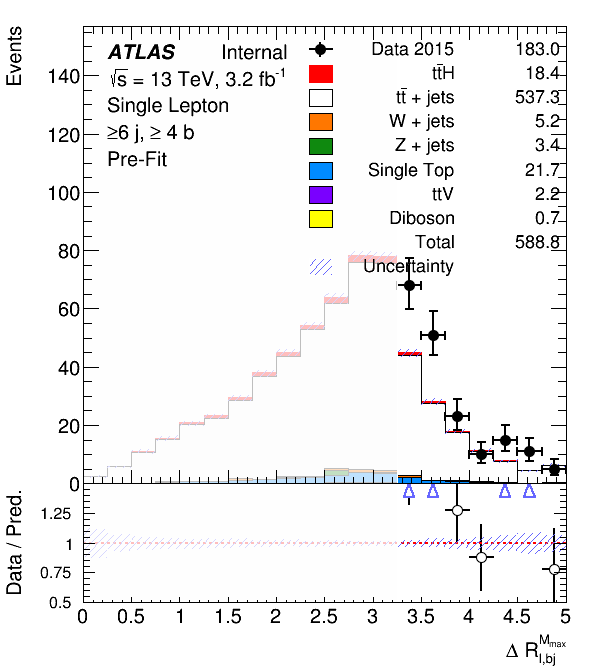 Events
ATLAS Internal
√s = 13 TeV, 3.2 fb⁻¹
Single Lepton
≥6 j, ≥ 4 b
Pre-Fit
Data 2015 183.0
tt̄H 18.4
tt̄ + jets 537.3
W + jets 5.2
Z + jets 3.4
Single Top 21.7
ttV 2.2
Diboson 0.7
Total 588.8
Uncertainty
140
120
100
80
60
40
20
0
Data / Pred.
1.25
1
0.75
0.5
0 0.5 1 1.5 2 2.5 3 3.5 4 4.5 5
Δ R_{l,bj}^{M_{max}}